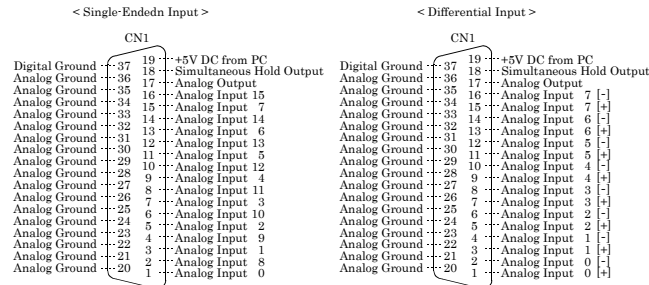 < Single-Endedn Input >
CN1
19 +5V DC from PC
Digital Ground 37
18 Simultaneous Hold Output
Analog Ground 36
17 Analog Output
Analog Ground 35
16 Analog Input 15
Analog Ground 34
15 Analog Input 7
Analog Ground 33
14 Analog Input 14
Analog Ground 32
13 Analog Input 6
Analog Ground 31
12 Analog Input 13
Analog Ground 30
11 Analog Input 5
Analog Ground 29
10 Analog Input 12
Analog Ground 28
9 Analog Input 4
Analog Ground 27
8 Analog Input 11
Analog Ground 26
7 Analog Input 3
Analog Ground 25
6 Analog Input 10
Analog Ground 24
5 Analog Input 2
Analog Ground 23
4 Analog Input 9
Analog Ground 22
3 Analog Input 1
Analog Ground 21
2 Analog Input 8
Analog Ground 20
1 Analog Input 0
< Differential Input >
CN1
19 +5V DC from PC
Digital Ground 37
18 Simultaneous Hold Output
Analog Ground 36
17 Analog Output
Analog Ground 35
16 Analog Input 7 [-]
Analog Ground 34
15 Analog Input 7 [+]
Analog Ground 33
14 Analog Input 6 [-]
Analog Ground 32
13 Analog Input 6 [+]
Analog Ground 31
12 Analog Input 5 [-]
Analog Ground 30
11 Analog Input 5 [+]
Analog Ground 29
10 Analog Input 4 [-]
Analog Ground 28
9 Analog Input 4 [+]
Analog Ground 27
8 Analog Input 3 [-]
Analog Ground 26
7 Analog Input 3 [+]
Analog Ground 25
6 Analog Input 2 [-]
Analog Ground 24
5 Analog Input 2 [+]
Analog Ground 23
4 Analog Input 1 [-]
Analog Ground 22
3 Analog Input 1 [+]
Analog Ground 21
2 Analog Input 0 [-]
Analog Ground 20
1 Analog Input 0 [+]